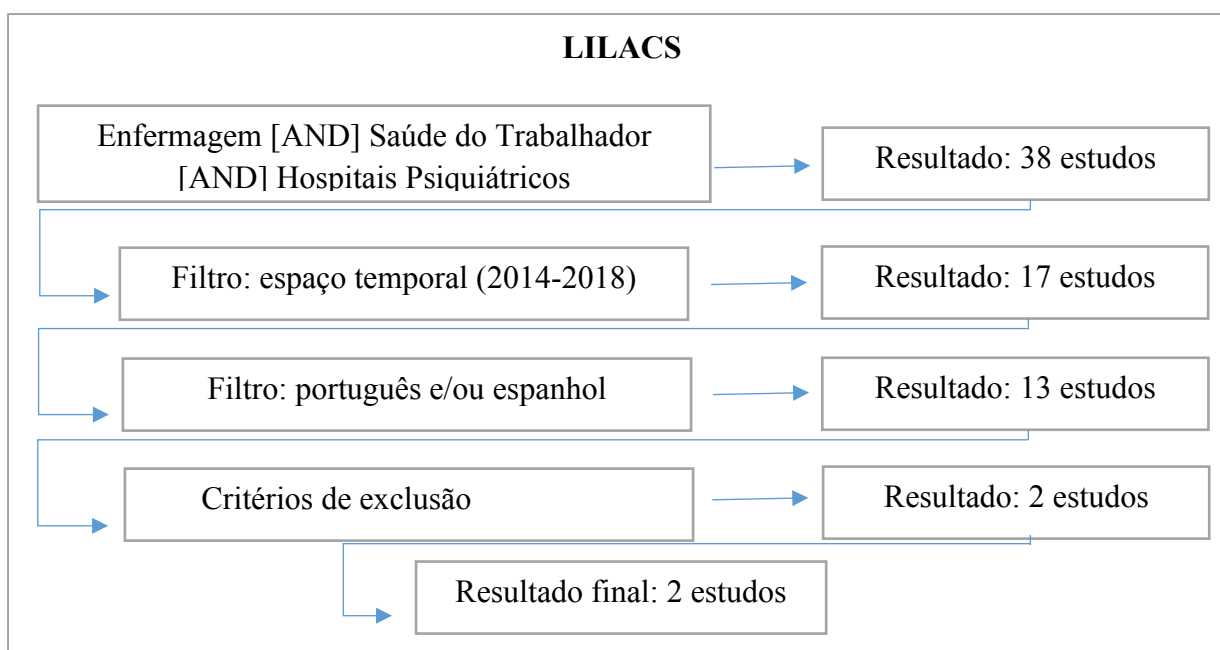 LILACS
Enfermagem [AND] Saúde do Trabalhador
[AND] Hospitais Psiquiátricos
Resultado: 38 estudos
Filtro: espaço temporal (2014-2018)
Resultado: 17 estudos
Filtro: português e/ou espanhol
Resultado: 13 estudos
Critérios de exclusão
Resultado: 2 estudos
Resultado final: 2 estudos